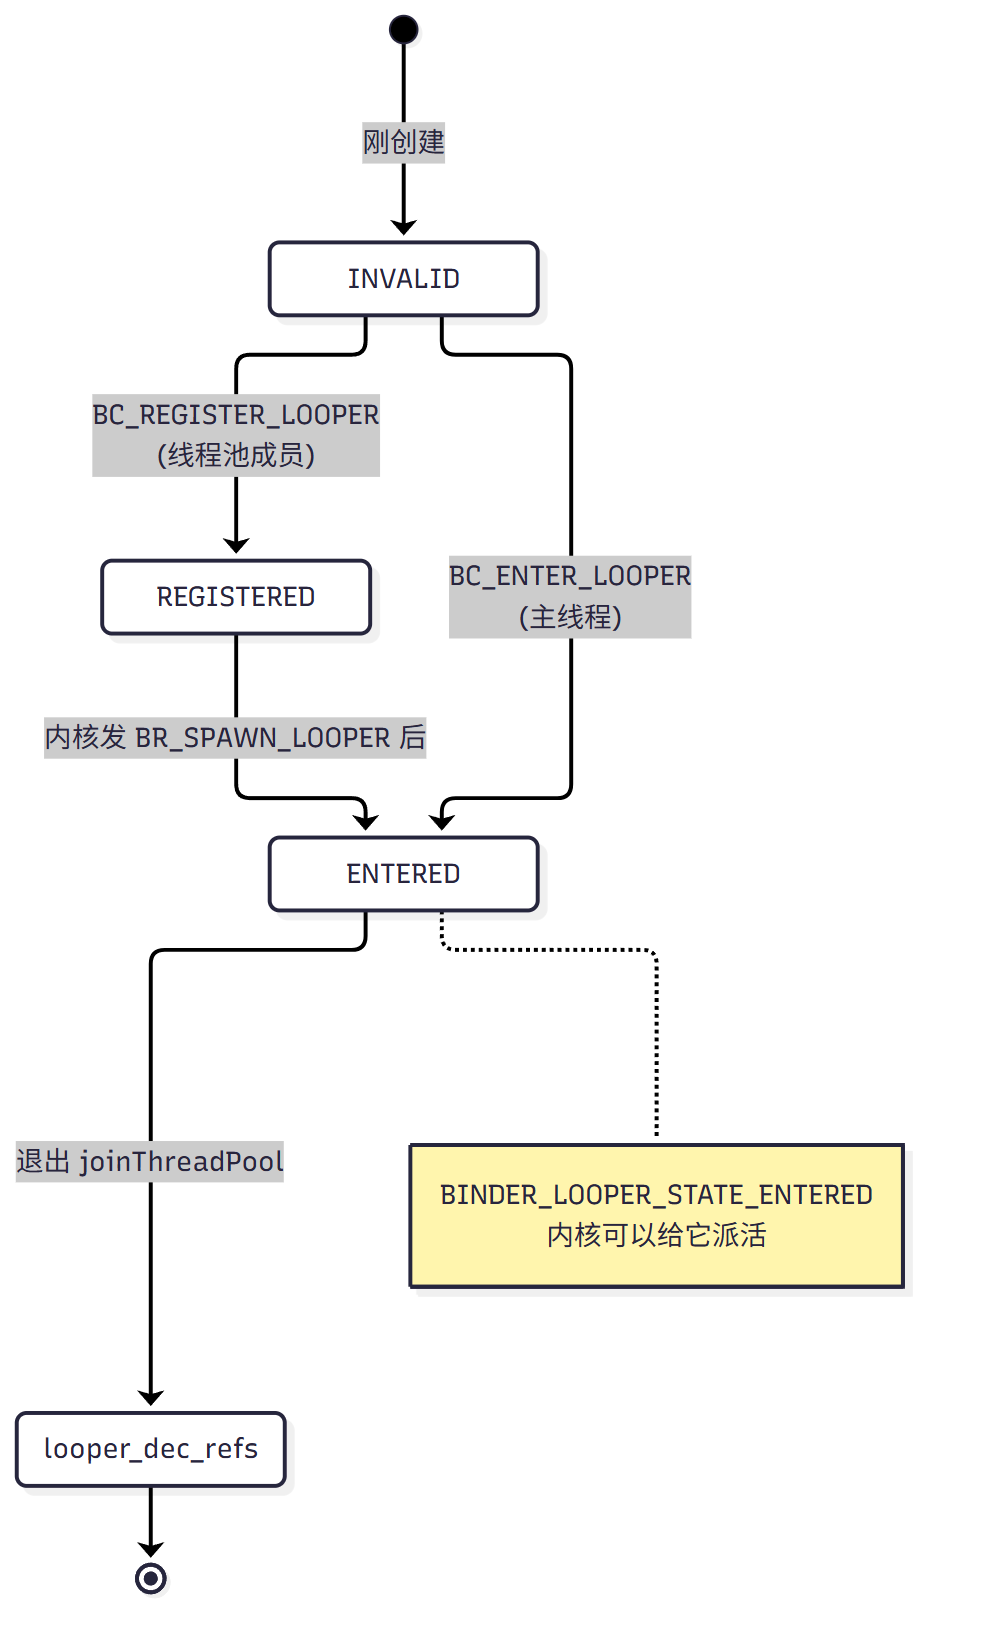 刚创建
INVALID
BC_REGISTER_LOOPER
(线程池成员)
BC_ENTER_LOOPER
(主线程)
REGISTERED
内核发 BR_SPAWN_LOOPER 后
ENTERED
退出 joinThreadPool
BINDER_LOOPER_STATE_ENTERED
内核可以给它派活
looper_dec_refs